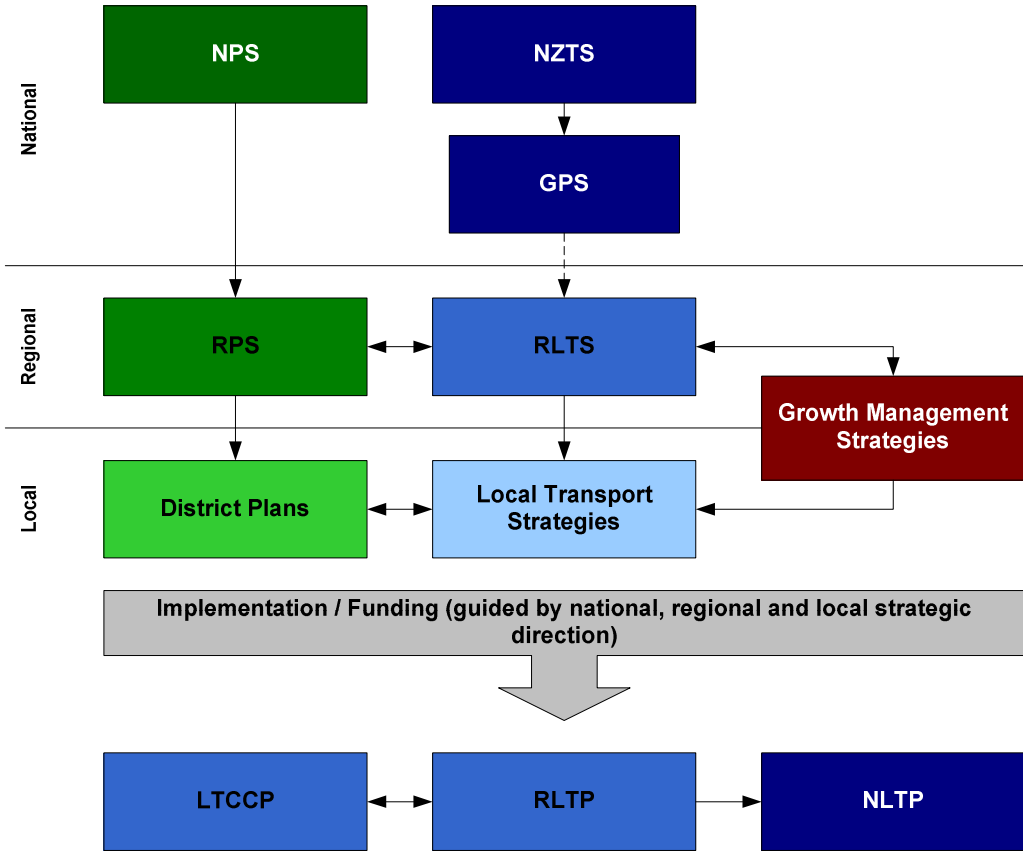 National
NPS
NZTS
GPS
Regional
RPS
RLTS
Growth Management
Strategies
Local
District Plans
Local Transport
Strategies
Implementation / Funding (guided by national, regional and local strategic
direction)
LTCCP
RLTP
NLTP